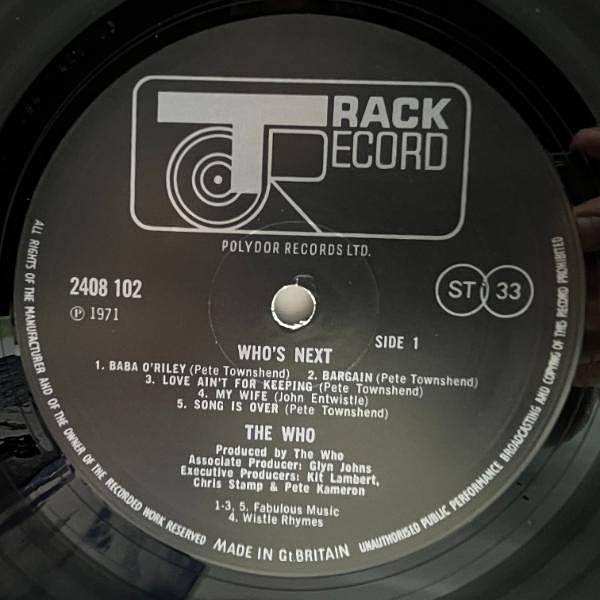 TRACK
RECORD
POLYDOR RECORDS LTD.
2408 102
ST 33
Ⓟ 1971
SIDE 1
WHO'S NEXT
1. BABA O'RILEY (Pete Townshend) 2. BARGAIN (Pete Townshend)
3. LOVE AIN'T FOR KEEPING (Pete Townshend)
4. MY WIFE (John Entwistle)
5. SONG IS OVER (Pete Townshend)
THE WHO
Produced by The Who
Associate Producer: Glyn Johns
Executive Producers: Kit Lambert,
Chris Stamp & Pete Kameron
1-3, 5. Fabulous Music
4. Wistle Rhymes
ALL RIGHTS OF THE MANUFACTURER AND OF THE OWNER OF THE RECORDED WORK RESERVED MADE IN Gt. BRITAIN UNAUTHORISED PUBLIC PERFORMANCE BROADCASTING AND COPYING OF THIS RECORD PROHIBITED